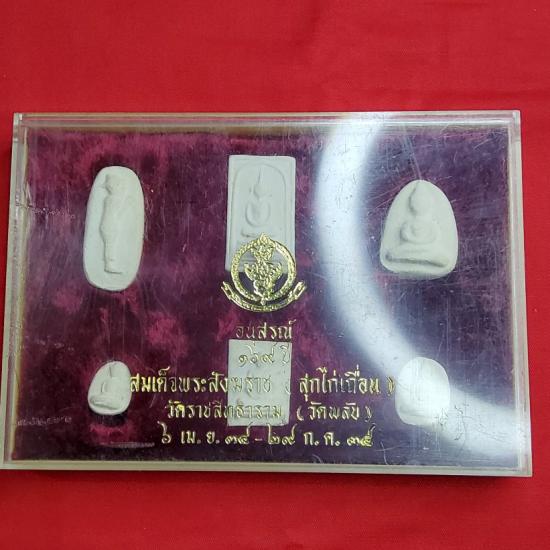 อนุสรณ์
๑๖๙ ปี
สมเด็จพระสังฆราช ( สุกไก่เถื่อน )
วัดราชสิทธาราม ( วัดพลับ )
๖ เม.ย.๓๔ - ๒๙ ก.ค.๓๕